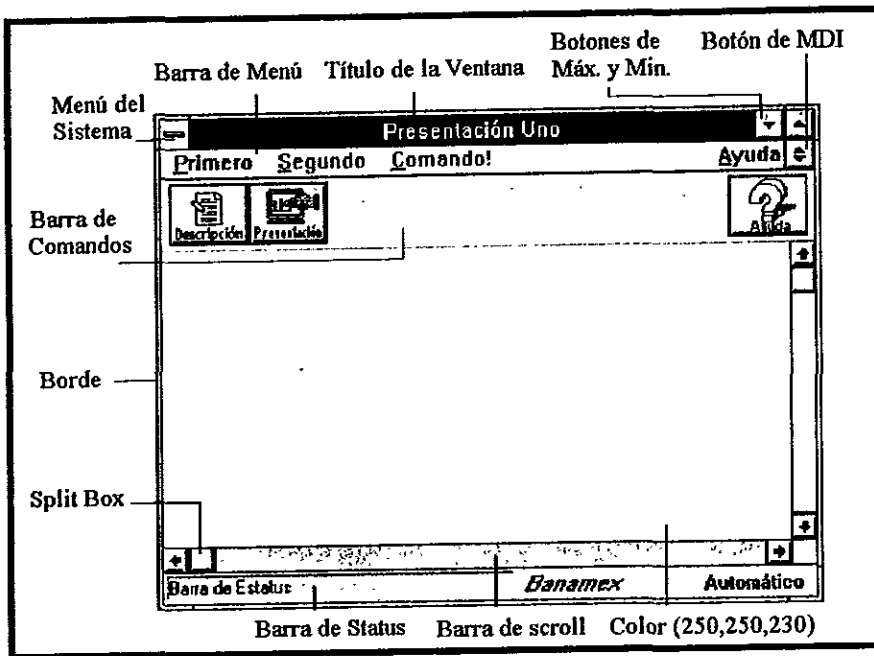 Botones de Botón de MDI
Barra de Menú Título de la Ventana Máx. y Min.
Menú del
Sistema
Presentación Uno
Primero Segundo Comando! Ayuda
Barra de
Comandos
Descripción Presentación Ayuda
Borde
Split Box
Barra de Estatus Banamex Automático
Barra de Status Barra de scroll Color (250,250,230)